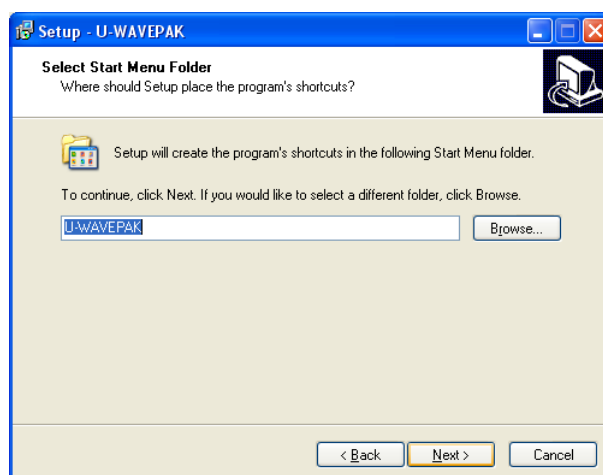 Setup - U-WAVEPAK
Select Start Menu Folder
Where should Setup place the program's shortcuts?
Setup will create the program's shortcuts in the following Start Menu folder.
To continue, click Next. If you would like to select a different folder, click Browse.
U-WAVEPAK
Browse...
< Back
Next >
Cancel